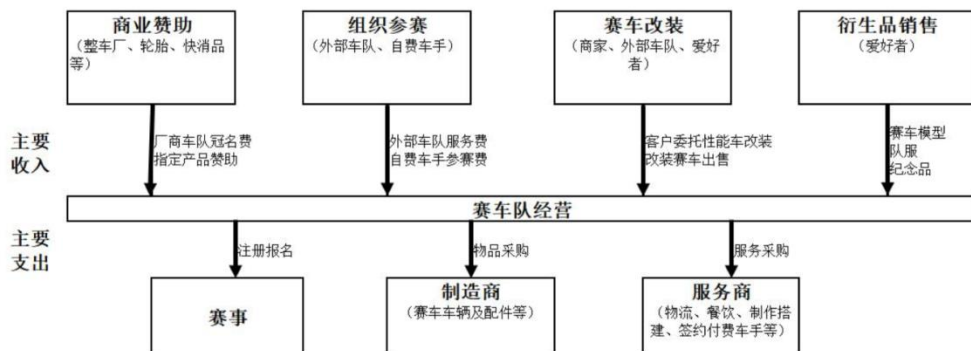 商业赞助
（整车厂、轮胎、快消品
等）
组织参赛
（外部车队、自费车手）
赛车改装
（商家、外部车队、爱好
者）
衍生品销售
（爱好者）
主要
收入
厂商车队冠名费
指定产品赞助
外部车队服务费
自费车手参赛费
客户委托性能车改装
改装赛车出售
赛车模型
队服
纪念品
赛车队经营
主要
支出
注册报名
物品采购
服务采购
赛事
制造商
（赛车车辆及配件等）
服务商
（物流、餐饮、制作搭
建、签约付费车手等）